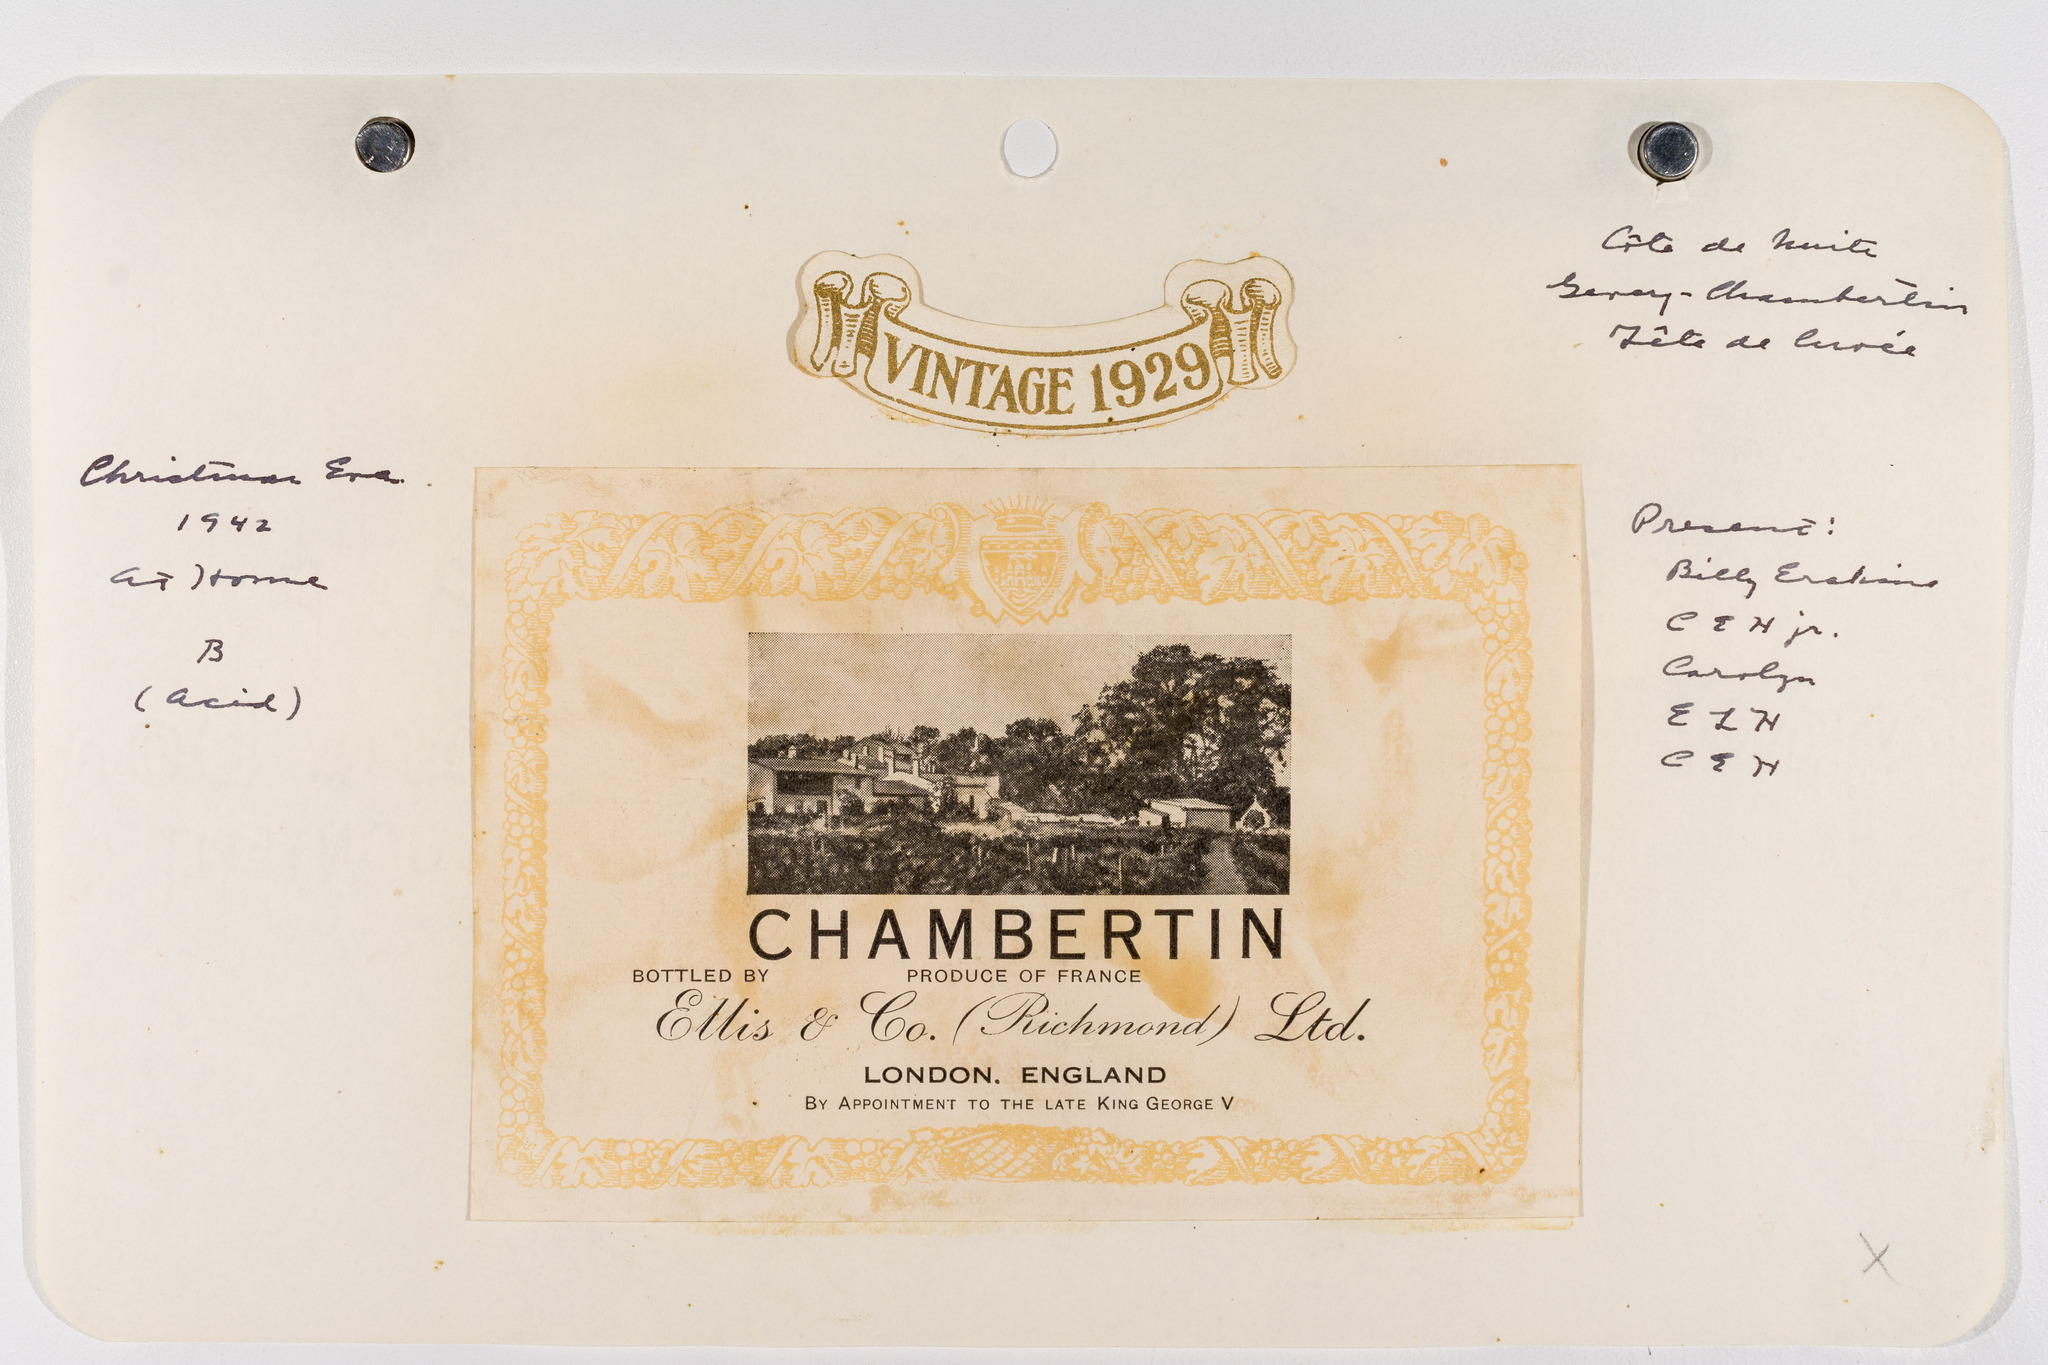 Côte de Nuits
Gevrey-Chambertin
Tête de Cuvée
VINTAGE 1929
Christmas Eve.
1942
At Home
B
(Acid)
Present:
Billy Erskine
C E H jr.
Carolyn
E L H
C E H
CHAMBERTIN
BOTTLED BY PRODUCE OF FRANCE
Ellis & Co. (Richmond) Ltd.
LONDON. ENGLAND
BY APPOINTMENT TO THE LATE KING GEORGE V
X